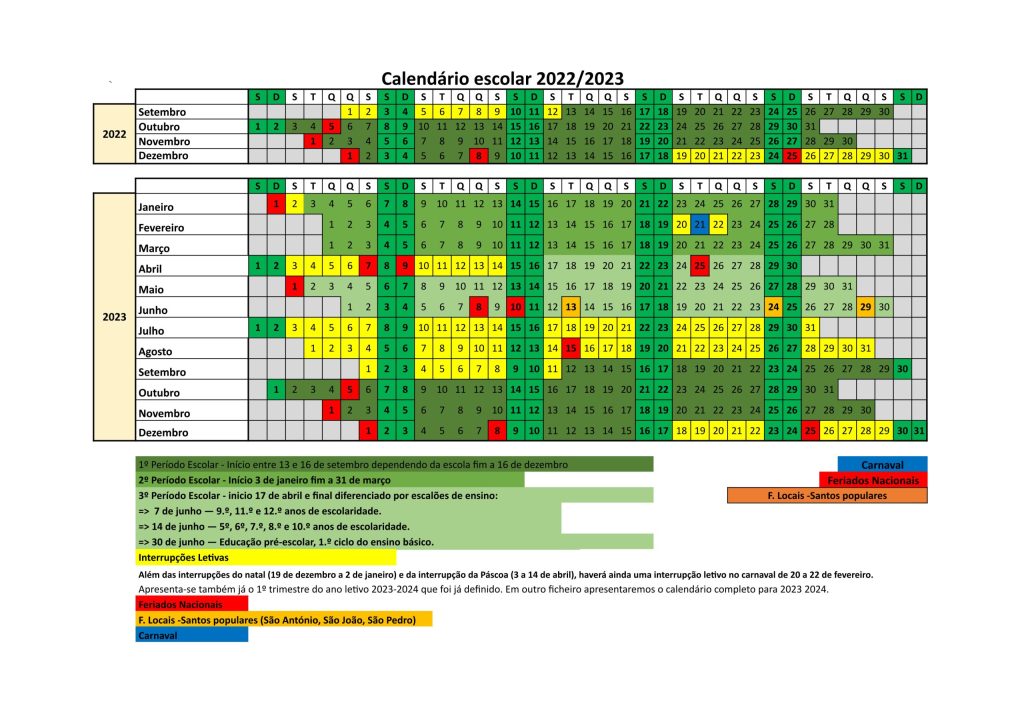 `
Calendário escolar 2022/2023
S D S T Q Q S S D S T Q Q S S D S T Q Q S S D S T Q Q S S D S T Q Q S S D
2022
Setembro 1 2 3 4 5 6 7 8 9 10 11 12 13 14 15 16 17 18 19 20 21 22 23 24 25 26 27 28 29 30
Outubro 1 2 3 4 5 6 7 8 9 10 11 12 13 14 15 16 17 18 19 20 21 22 23 24 25 26 27 28 29 30 31
Novembro 1 2 3 4 5 6 7 8 9 10 11 12 13 14 15 16 17 18 19 20 21 22 23 24 25 26 27 28 29 30
Dezembro 1 2 3 4 5 6 7 8 9 10 11 12 13 14 15 16 17 18 19 20 21 22 23 24 25 26 27 28 29 30 31
S D S T Q Q S S D S T Q Q S S D S T Q Q S S D S T Q Q S S D S T Q Q S S D
2023
Janeiro 1 2 3 4 5 6 7 8 9 10 11 12 13 14 15 16 17 18 19 20 21 22 23 24 25 26 27 28 29 30 31
Fevereiro 1 2 3 4 5 6 7 8 9 10 11 12 13 14 15 16 17 18 19 20 21 22 23 24 25 26 27 28
Março 1 2 3 4 5 6 7 8 9 10 11 12 13 14 15 16 17 18 19 20 21 22 23 24 25 26 27 28 29 30 31
Abril 1 2 3 4 5 6 7 8 9 10 11 12 13 14 15 16 17 18 19 20 21 22 23 24 25 26 27 28 29 30
Maio 1 2 3 4 5 6 7 8 9 10 11 12 13 14 15 16 17 18 19 20 21 22 23 24 25 26 27 28 29 30 31
Junho 1 2 3 4 5 6 7 8 9 10 11 12 13 14 15 16 17 18 19 20 21 22 23 24 25 26 27 28 29 30
Julho 1 2 3 4 5 6 7 8 9 10 11 12 13 14 15 16 17 18 19 20 21 22 23 24 25 26 27 28 29 30 31
Agosto 1 2 3 4 5 6 7 8 9 10 11 12 13 14 15 16 17 18 19 20 21 22 23 24 25 26 27 28 29 30 31
Setembro 1 2 3 4 5 6 7 8 9 10 11 12 13 14 15 16 17 18 19 20 21 22 23 24 25 26 27 28 29 30
Outubro 1 2 3 4 5 6 7 8 9 10 11 12 13 14 15 16 17 18 19 20 21 22 23 24 25 26 27 28 29 30 31
Novembro 1 2 3 4 5 6 7 8 9 10 11 12 13 14 15 16 17 18 19 20 21 22 23 24 25 26 27 28 29 30
Dezembro 1 2 3 4 5 6 7 8 9 10 11 12 13 14 15 16 17 18 19 20 21 22 23 24 25 26 27 28 29 30 31
1º Período Escolar - Início entre 13 e 16 de setembro dependendo da escola fim a 16 de dezembro
Carnaval
2º Período Escolar - Início 3 de janeiro fim a 31 de março
Feriados Nacionais
3º Período Escolar - inicio 17 de abril e final diferenciado por escalões de ensino:
F. Locais -Santos populares
=> 7 de junho — 9.º, 11.º e 12.º anos de escolaridade.
=> 14 de junho — 5º, 6º, 7.º, 8.º e 10.º anos de escolaridade.
=> 30 de junho — Educação pré-escolar, 1.º ciclo do ensino básico.
Interrupções Letivas
Além das interrupções do natal (19 de dezembro a 2 de janeiro) e da interrupção da Páscoa (3 a 14 de abril), haverá ainda uma interrupção letivo no carnaval de 20 a 22 de fevereiro.
Apresenta-se também já o 1º trimestre do ano letivo 2023-2024 que foi já definido. Em outro ficheiro apresentaremos o calendário completo para 2023 2024.
Feriados Nacionais
F. Locais -Santos populares (São António, São João, São Pedro)
Carnaval